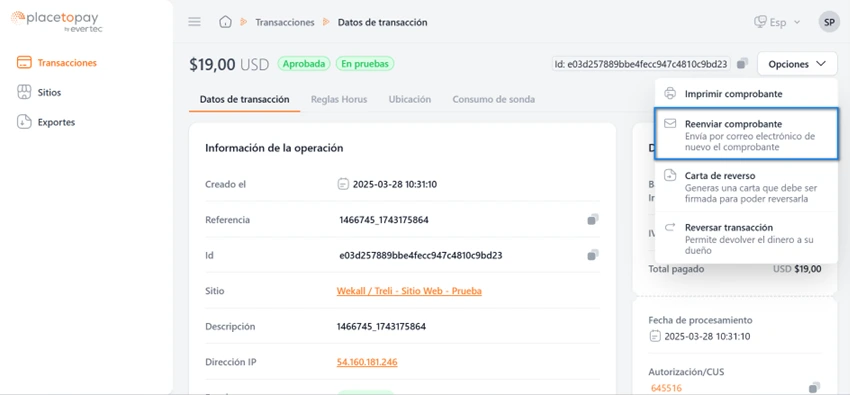 placetopay
by evertec
Transacciones
Sitios
Exportes
Transacciones
Datos de transacción
Esp
SP
$19,00 USD
Aprobada
En pruebas
Id: e03d257889bbe4fecc947c4810c9bd23
Opciones
Datos de transacción
Reglas Horus
Ubicación
Consumo de sonda
Imprimir comprobante
Reenviar comprobante
Envía por correo electrónico de
nuevo el comprobante
Carta de reverso
Generas una carta que debe ser
firmada para poder reversarla
Reversar transacción
Permite devolver el dinero a su
dueño
Información de la operación
Creado el
2025-03-28 10:31:10
Referencia
1466745_1743175864
Id
e03d257889bbe4fecc947c4810c9bd23
Sitio
Wekall / Treli - Sitio Web - Prueba
Descripción
1466745_1743175864
Dirección IP
54.160.181.246
Total pagado
USD $19,00
Fecha de procesamiento
2025-03-28 10:31:10
Autorización/CUS
645516